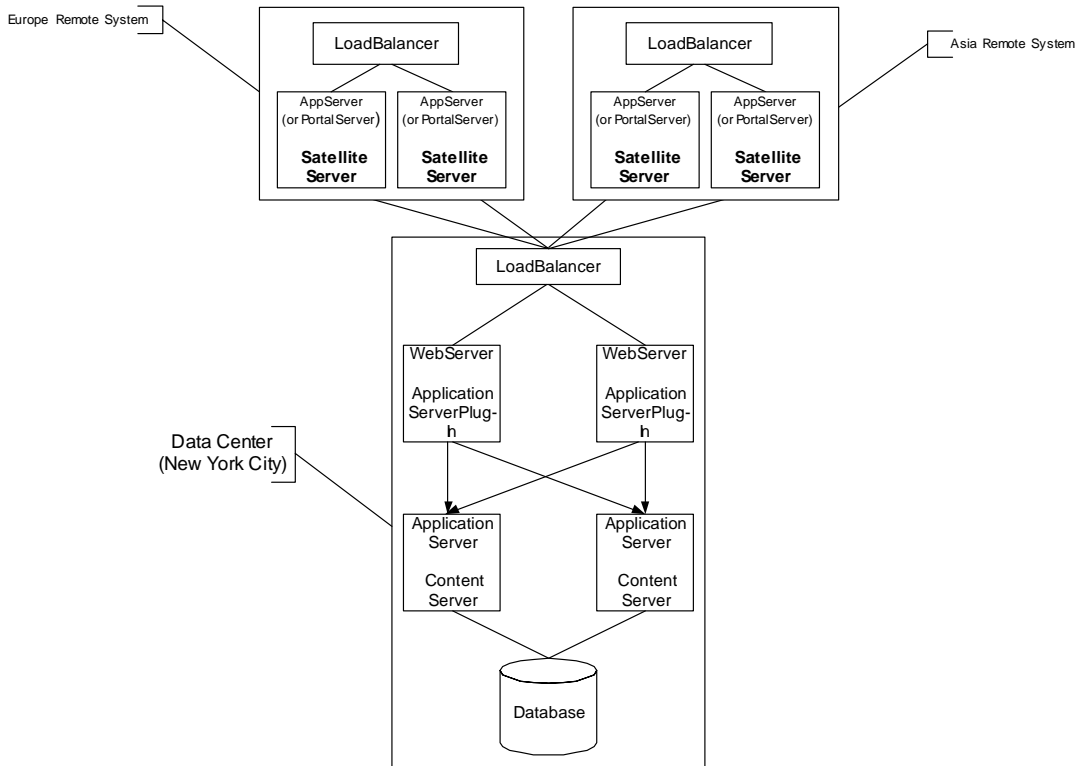 Europe Remote System
LoadBalancer
LoadBalancer
Asia Remote System
AppServer
(or PortalServer)
Satellite
Server
AppServer
(or PortalServer)
Satellite
Server
AppServer
(or PortalServer)
Satellite
Server
AppServer
(or PortalServer)
Satellite
Server
LoadBalancer
WebServer
Application
ServerPlug-
In
WebServer
Application
ServerPlug-
In
Data Center
(New York City)
Application
Server
Content
Server
Application
Server
Content
Server
Database